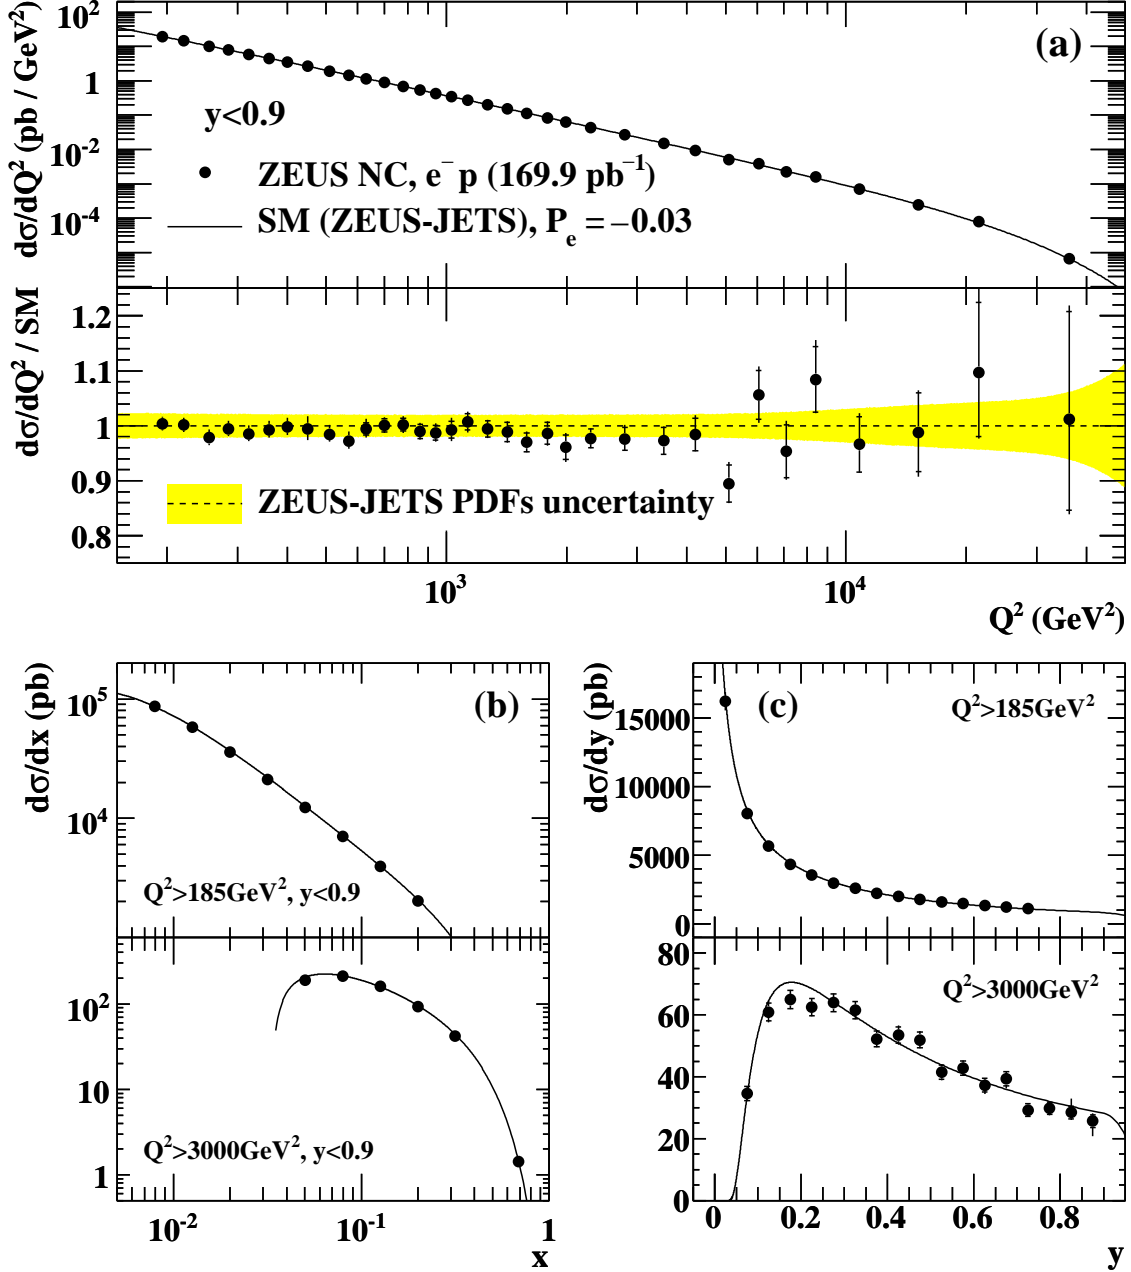 dσ/dQ² (pb / GeV²)
10²
1
10⁻²
10⁻⁴
(a)
y<0.9
ZEUS NC, e⁻p (169.9 pb⁻¹)
SM (ZEUS-JETS), Pₑ = −0.03
dσ/dQ² / SM
1.2
1.1
1
0.9
0.8
ZEUS-JETS PDFs uncertainty
10³ 10⁴
Q² (GeV²)
dσ/dx (pb)
10⁵
10⁴
(b)
Q²>185GeV², y<0.9
10²
10
1
Q²>3000GeV², y<0.9
10⁻² 10⁻¹ 1
x
dσ/dy (pb)
15000
10000
5000
0
(c)
Q²>185GeV²
80
60
40
20
0
Q²>3000GeV²
0 0.2 0.4 0.6 0.8
y